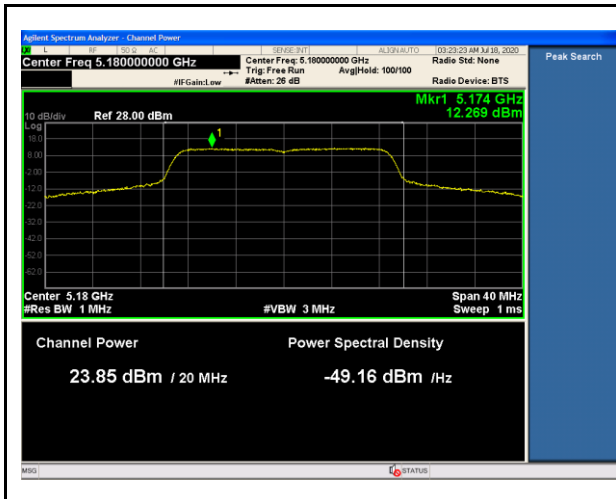 Agilent Spectrum Analyzer - Channel Power
L RF 50 Ω AC SENSE:INT ALIGN AUTO 03:23:23 AM Jul 18, 2020
Center Freq 5.180000000 GHz Center Freq: 5.180000000 GHz Radio Std: None Peak Search
Trig: Free Run Avg|Hold: 100/100
#IFGain:Low #Atten: 26 dB Radio Device: BTS
Mkr1 5.174 GHz
10 dB/div Ref 28.00 dBm 12.269 dBm
Log
18.0
1
8.00
-2.00
-12.0
-22.0
-32.0
-42.0
-52.0
-62.0
Center 5.18 GHz Span 40 MHz
#Res BW 1 MHz #VBW 3 MHz Sweep 1 ms
Channel Power Power Spectral Density
23.85 dBm / 20 MHz -49.16 dBm /Hz
MSG STATUS